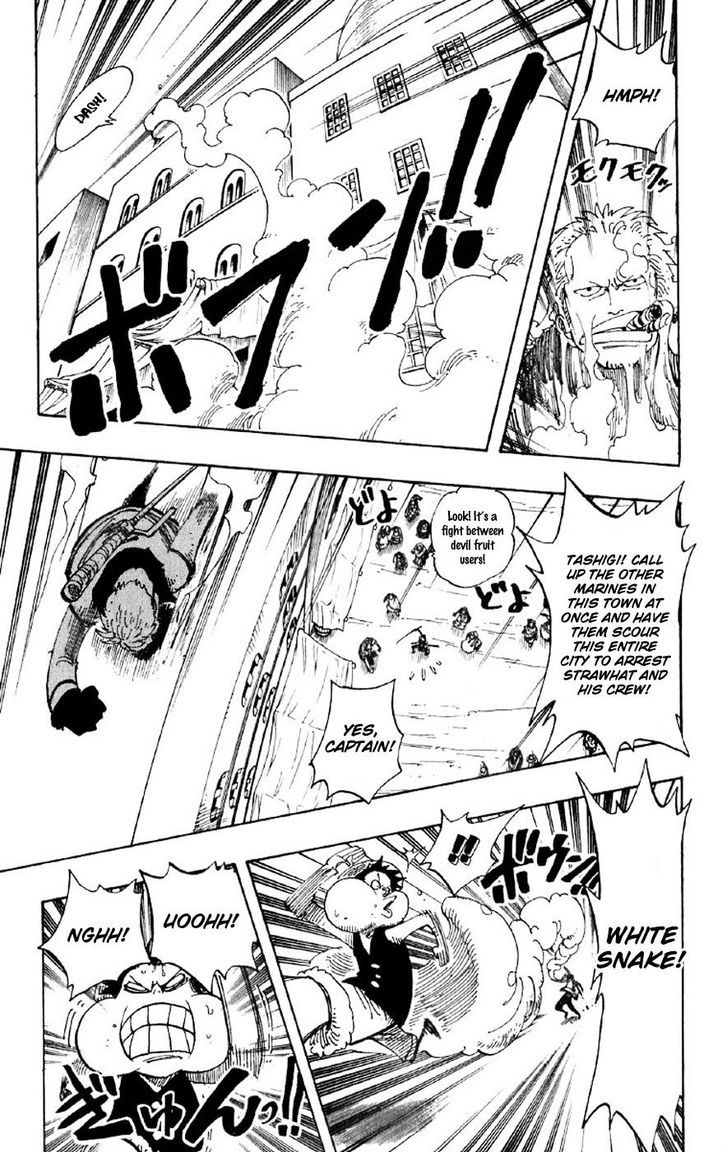 HMPH!
モクモクッ
DASH!
ボフン!!
TASHIGI! CALL
UP THE OTHER
MARINES IN
THIS TOWN AT
ONCE AND HAVE
THEM SCOUR
THIS ENTIRE
CITY TO ARREST
STRAWHAT AND
HIS CREW!
Look! It's a
fight between
devil fruit
users!
どよ
どよ
YES,
CAPTAIN!
WHITE
SNAKE!
ボウン!!
!!
UOOHH!
NGHH!
ぎゅんっ!!